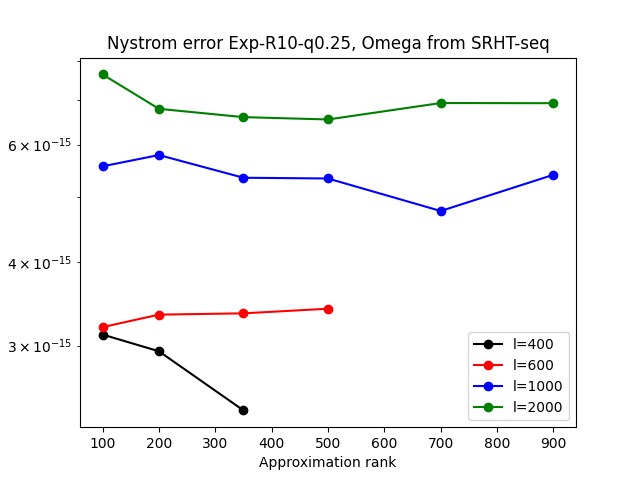 Nystrom error Exp-R10-q0.25, Omega from SRHT-seq
6 × 10⁻¹⁵
4 × 10⁻¹⁵
3 × 10⁻¹⁵
l=400
l=600
l=1000
l=2000
100 200 300 400 500 600 700 800 900
Approximation rank